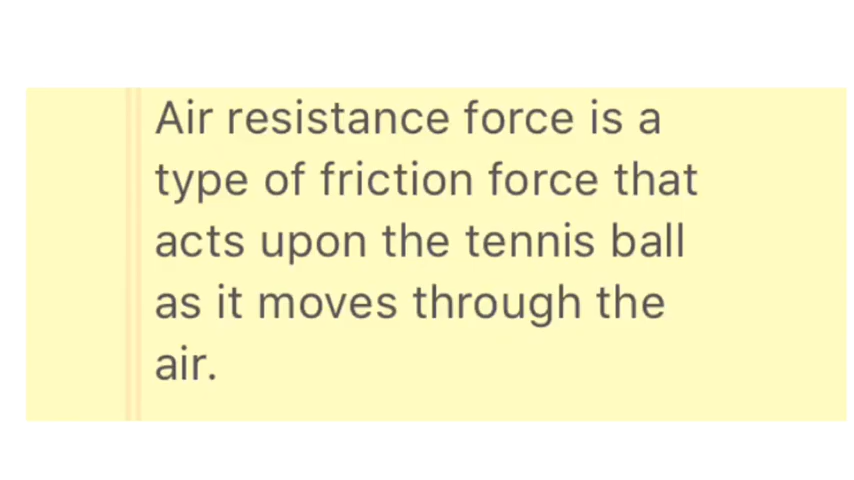 Air resistance force is a
type of friction force that
acts upon the tennis ball
as it moves through the
air.